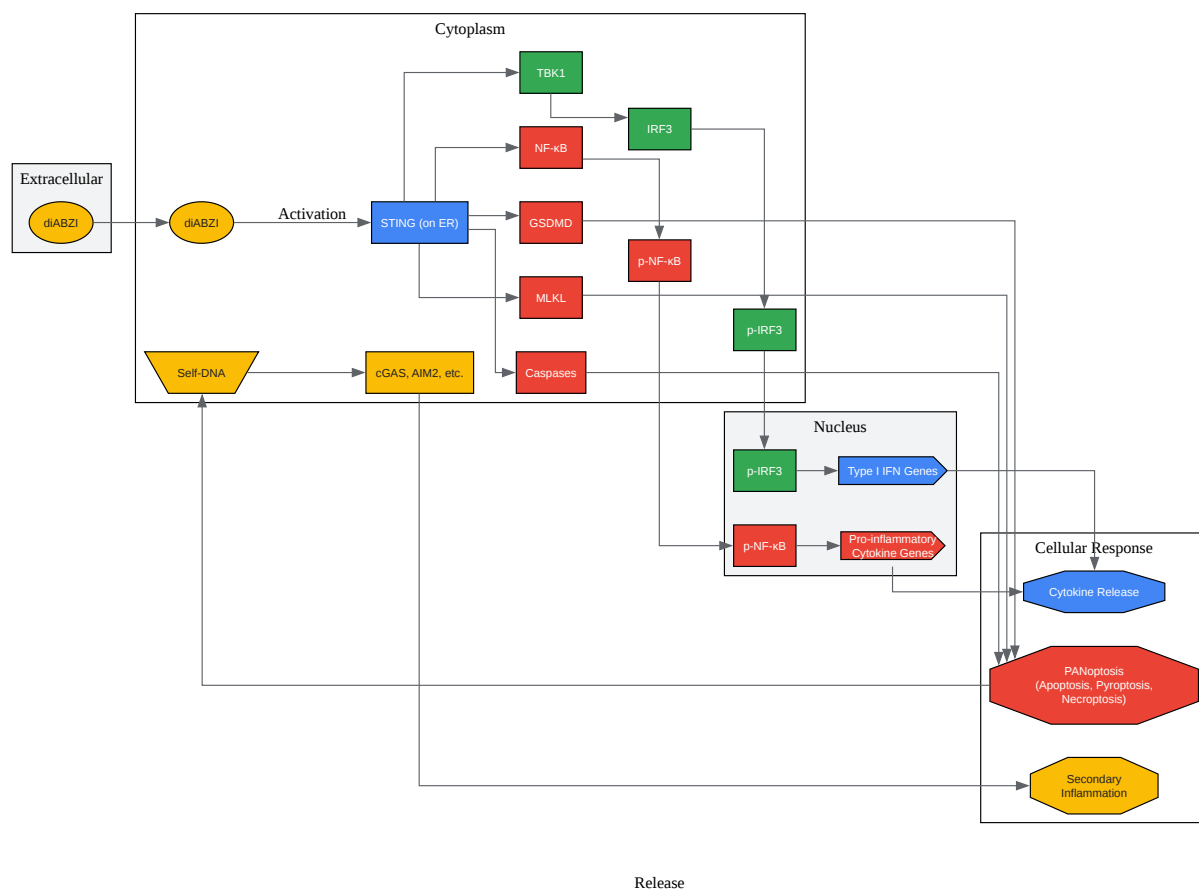 Cytoplasm
TBK1
IRF3
NF-κB
Extracellular
diABZI
diABZI
Activation
STING (on ER)
GSDMD
p-NF-κB
MLKL
p-IRF3
Self-DNA
cGAS, AIM2, etc.
Caspases
Nucleus
p-IRF3
Type I IFN Genes
p-NF-κB
Pro-inflammatory
Cytokine Genes
Cellular Response
Cytokine Release
PANoptosis
(Apoptosis, Pyroptosis,
Necroptosis)
Secondary
Inflammation
Release